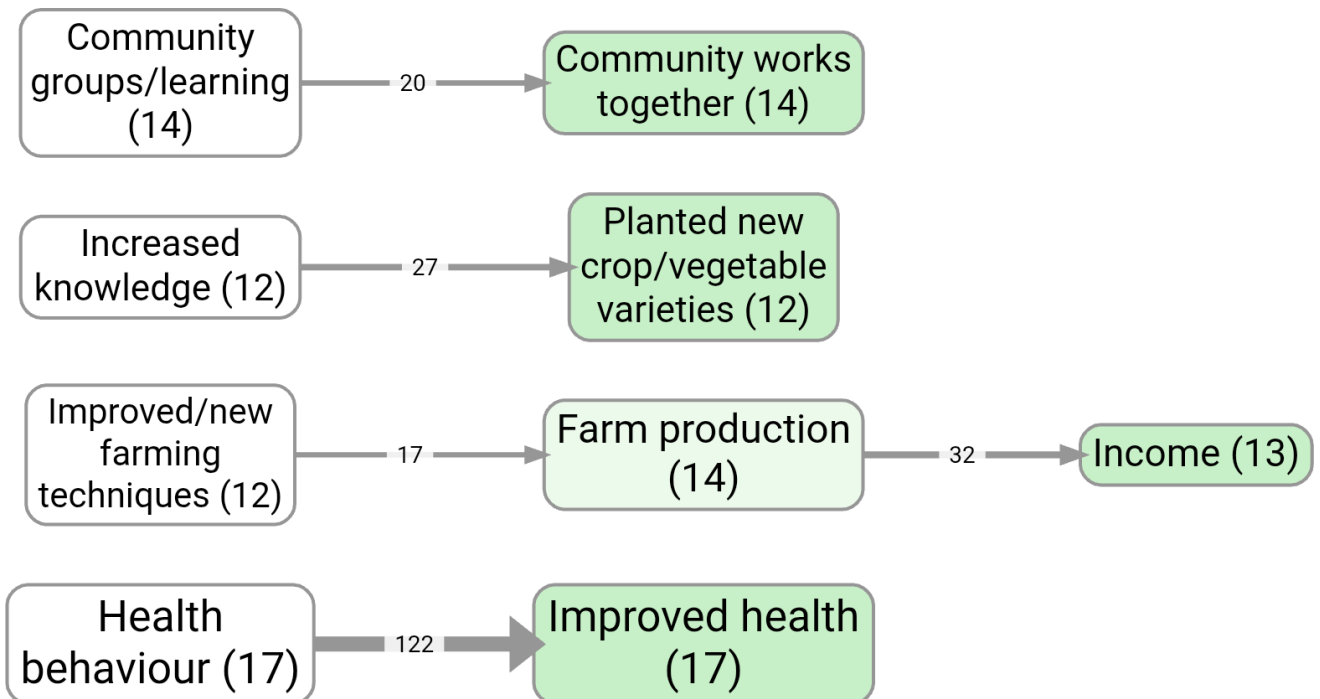 Community
groups/learning
(14)
20
Community works
together (14)
Increased
knowledge (12)
27
Planted new
crop/vegetable
varieties (12)
Improved/new
farming
techniques (12)
17
Farm production
(14)
32
Income (13)
Health
behaviour (17)
122
Improved health
(17)